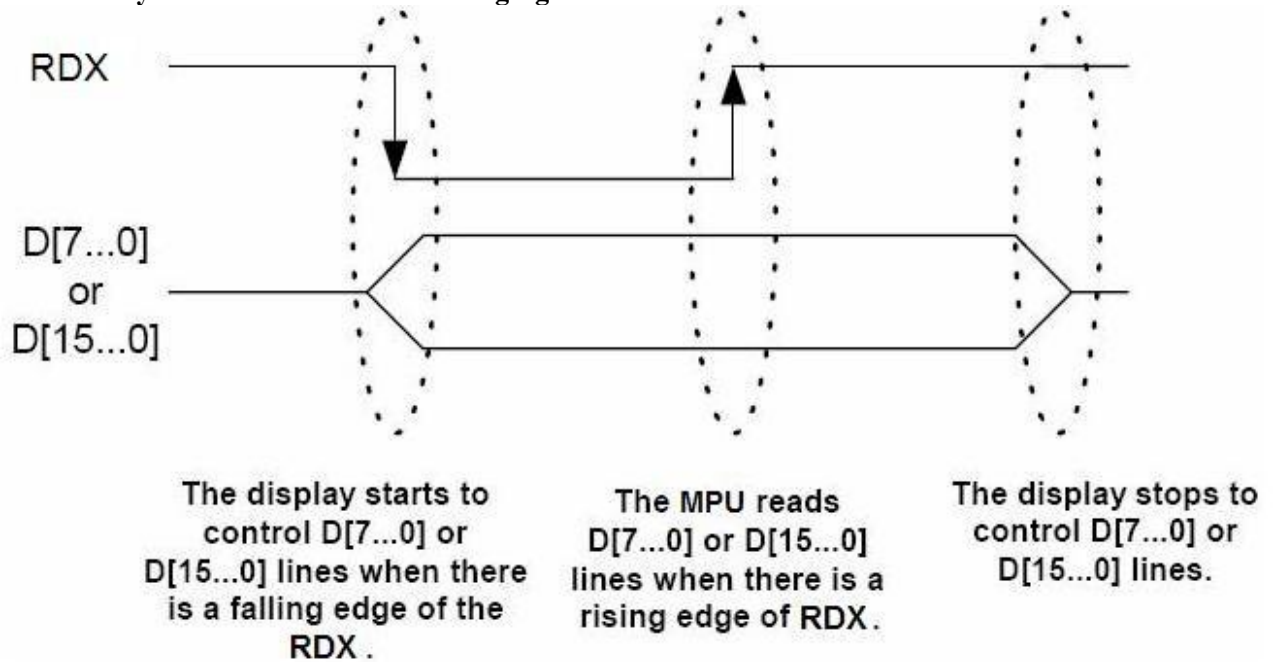 RDX
D[7...0]
or
D[15...0]
The display starts to
control D[7...0] or
D[15...0] lines when there
is a falling edge of the
RDX .
The MPU reads
D[7...0] or D[15...0]
lines when there is a
rising edge of RDX .
The display stops to
control D[7...0] or
D[15...0] lines.